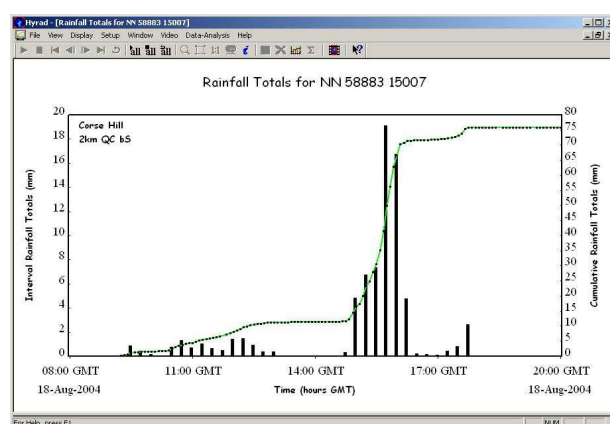 Hyrad - [Rainfall Totals for NN 58883 15007]
File View Display Setup Window Video Data-Analysis Help
1:1
Σ
Rainfall Totals for NN 58883 15007
Corse Hill
2km QC bS
Interval Rainfall Totals (mm)
20
18
16
14
12
10
8
6
4
2
0
Cumulative Rainfall Totals (mm)
80
75
70
65
60
55
50
45
40
35
30
25
20
15
10
5
0
08:00 GMT 11:00 GMT 14:00 GMT 17:00 GMT 20:00 GMT
18-Aug-2004 Time (hours GMT) 18-Aug-2004
For Help, press F1 NUM